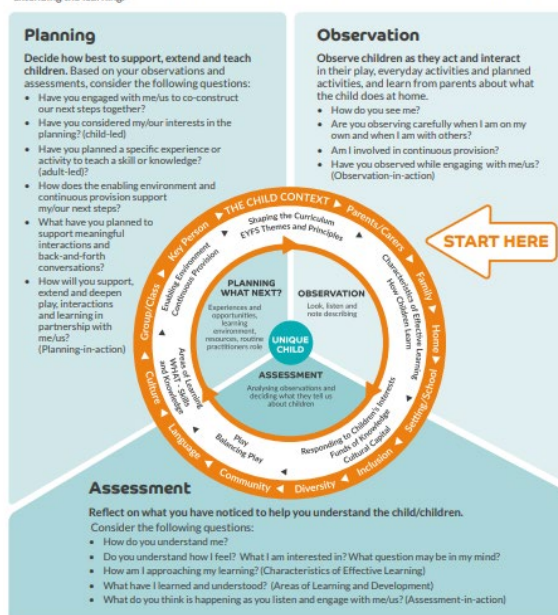 extending the learning.
Planning
Decide how best to support, extend and teach
children. Based on your observations and
assessments, consider the following questions:
• Have you engaged with me/us to co-construct
our next steps together?
• Have you considered my/our interests in the
planning? (child-led)
• Have you planned a specific experience or
activity to teach a skill or knowledge?
(adult-led)?
• How does the enabling environment and
continuous provision support
my/our next steps?
• What have you planned to
support meaningful
interactions and
back-and-forth
conversations?
• How will you support,
extend and deepen
play, interactions
and learning in
partnership with
me/us?
(Planning-in-action)
Observation
Observe children as they act and interact
in their play, everyday activities and planned
activities, and learn from parents about what
the child does at home.
• How do you see me?
• Are you observing carefully when I am on my
own and when I am with others?
• Am I involved in continuous provision?
• Have you observed while engaging with me/us?
(Observation-in-action)
START HERE
THE CHILD CONTEXT ▶ Parents/Carers ▶ Family ▶ Home ▶ Setting/School ▶ Inclusion ▶ Diversity ▶ Community ▶ Language ▶ Culture ▶ Group/Class ▶ Key Person ▶
Shaping the Curriculum
EYFS Themes and Principles
Characteristics of Effective Learning
How Children Learn
Responding to Children's Interests
Funds of Knowledge
Cultural Capital
Play
Balancing Play
Areas of Learning
WHAT - Skills
and Knowledge
Enabling Environment
Continuous Provision
PLANNING
WHAT NEXT?
Experiences and
opportunities,
learning
environment,
resources, routine
practitioners role
OBSERVATION
Look, listen and
note describing
UNIQUE
CHILD
ASSESSMENT
Analysing observations and
deciding what they tell us
about children
Assessment
Reflect on what you have noticed to help you understand the child/children.
Consider the following questions:
• How do you understand me?
• Do you understand how I feel? What I am interested in? What question may be in my mind?
• How am I approaching my learning? (Characteristics of Effective Learning)
• What have I learned and understood? (Areas of Learning and Development)
• What do you think is happening as you listen and engage with me/us? (Assessment-in-action)